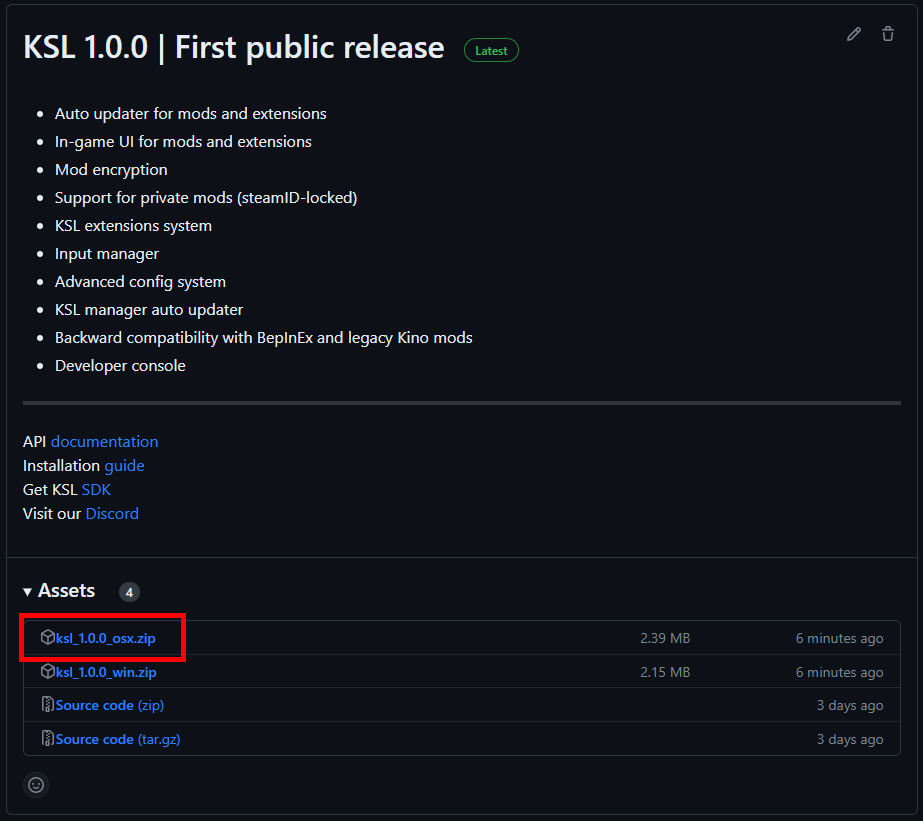 KSL 1.0.0 | First public release Latest
Auto updater for mods and extensions
In-game UI for mods and extensions
Mod encryption
Support for private mods (steamID-locked)
KSL extensions system
Input manager
Advanced config system
KSL manager auto updater
Backward compatibility with BepInEx and legacy Kino mods
Developer console
API documentation
Installation guide
Get KSL SDK
Visit our Discord
Assets 4
ksl_1.0.0_osx.zip 2.39 MB 6 minutes ago
ksl_1.0.0_win.zip 2.15 MB 6 minutes ago
Source code (zip) 3 days ago
Source code (tar.gz) 3 days ago